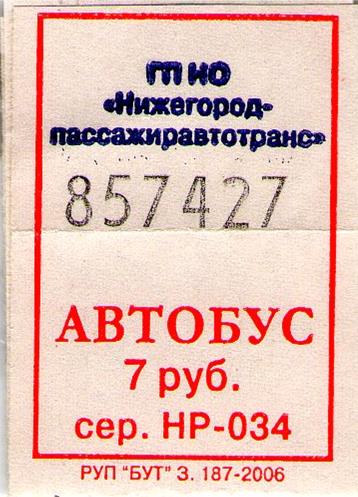 ГП НО
«Нижегород-
пассажиравтотранс»
857427
АВТОБУС
7 руб.
сер. НР-034
РУП "БУТ" З. 187-2006